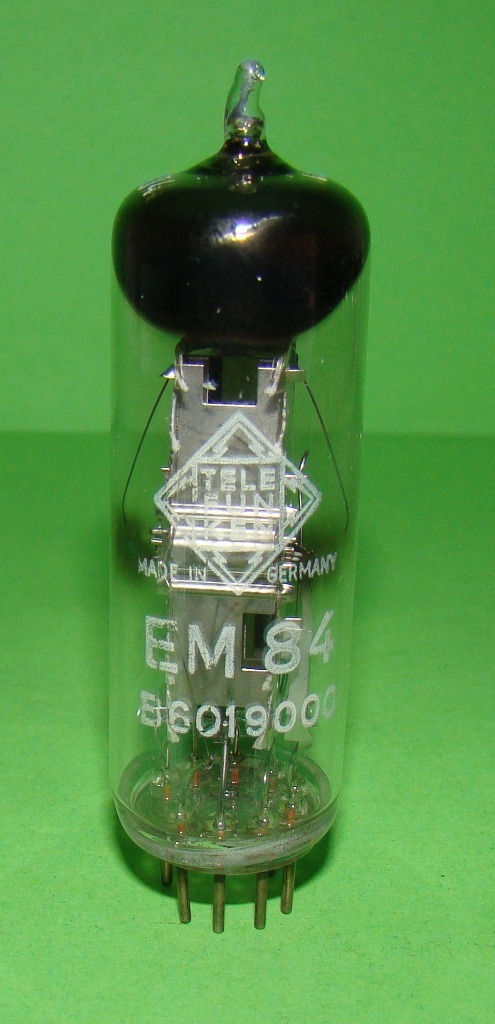 TELE
FUN
KEN
MADE IN GERMANY
EM 84
B6019000